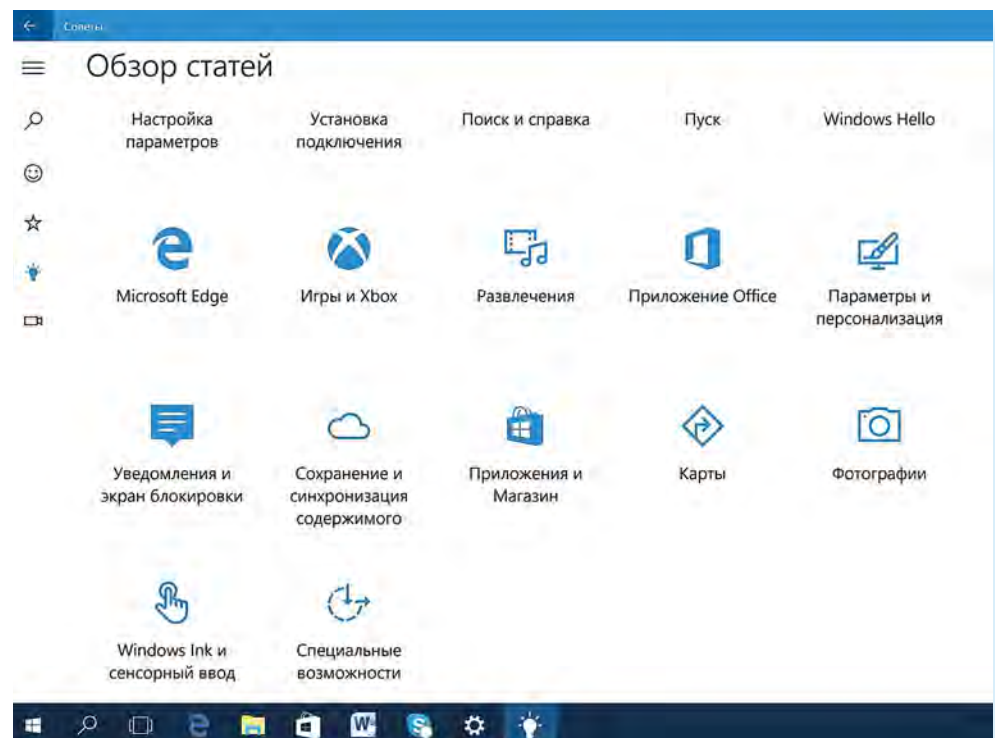 Советы
Обзор статей
Настройка параметров
Установка подключения
Поиск и справка
Пуск
Windows Hello
Microsoft Edge
Игры и Xbox
Развлечения
Приложение Office
Параметры и
персонализация
Уведомления и
экран блокировки
Сохранение и
синхронизация
содержимого
Приложения и
Магазин
Карты
Фотографии
Windows Ink и
сенсорный ввод
Специальные
возможности